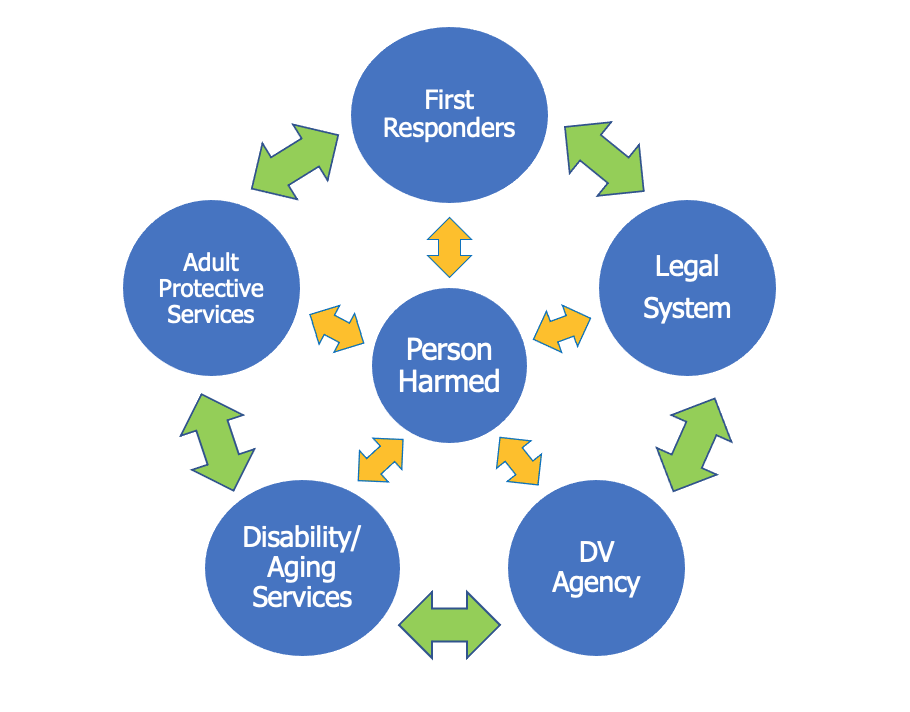 First
Responders
Legal
System
Adult
Protective
Services
Person
Harmed
Disability/
Aging
Services
DV
Agency